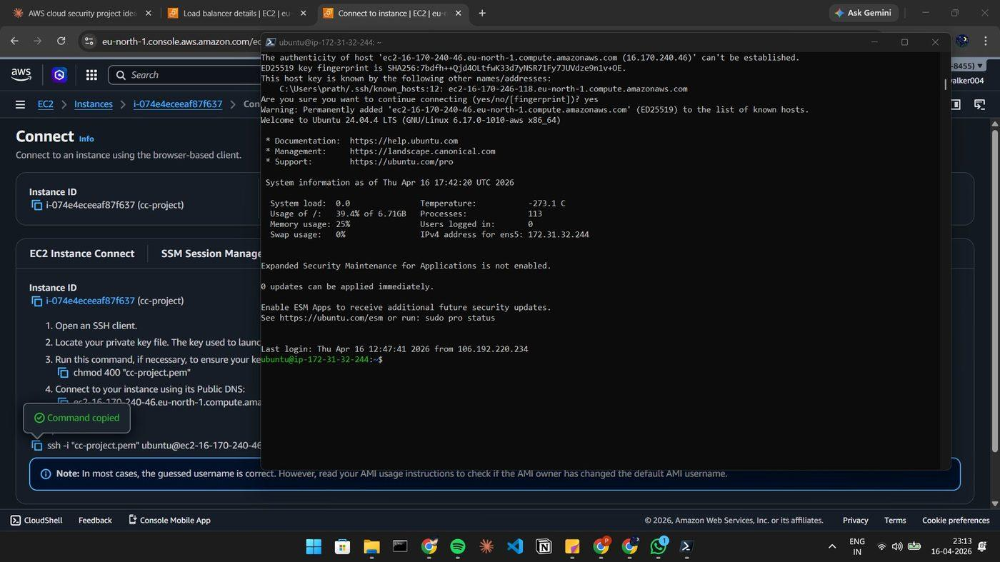 AWS cloud security project idea
Load balancer details | EC2 | eu-
Connect to instance | EC2 | eu-n
Ask Gemini
eu-north-1.console.aws.amazon.com/ec
ubuntu@ip-172-31-32-244: ~
aws
Search
-8455)
walker004
EC2
Instances
i-074e4eceeaf87f637
Con
Connect Info
Connect to an instance using the browser-based client.
Instance ID
i-074e4eceeaf87f637 (cc-project)
EC2 Instance Connect
SSM Session Manage
Instance ID
i-074e4eceeaf87f637 (cc-project)
1. Open an SSH client.
2. Locate your private key file. The key used to launc
3. Run this command, if necessary, to ensure your ke
chmod 400 "cc-project.pem"
4. Connect to your instance using its Public DNS:
ec2-16-170-240-46.eu-north-1.compute.ama
Command copied
ssh -i "cc-project.pem" ubuntu@ec2-16-170-240-46
Note: In most cases, the guessed username is correct. However, read your AMI usage instructions to check if the AMI owner has changed the default AMI username.
The authenticity of host 'ec2-16-170-240-46.eu-north-1.compute.amazonaws.com (16.170.240.46)' can't be established.
ED25519 key fingerprint is SHA256:7bdfh++Qjd4OLtfwK33d7yNSR71Fy7JUVdze9n1v+OE.
This host key is known by the following other names/addresses:
C:\Users\prath/.ssh/known_hosts:12: ec2-16-170-246-118.eu-north-1.compute.amazonaws.com
Are you sure you want to continue connecting (yes/no/[fingerprint])? yes
Warning: Permanently added 'ec2-16-170-240-46.eu-north-1.compute.amazonaws.com' (ED25519) to the list of known hosts.
Welcome to Ubuntu 24.04.4 LTS (GNU/Linux 6.17.0-1010-aws x86_64)
* Documentation: https://help.ubuntu.com
* Management: https://landscape.canonical.com
* Support: https://ubuntu.com/pro
System information as of Thu Apr 16 17:42:20 UTC 2026
System load: 0.0 Temperature: -273.1 C
Usage of /: 39.4% of 6.71GB Processes: 113
Memory usage: 25% Users logged in: 0
Swap usage: 0% IPv4 address for ens5: 172.31.32.244
Expanded Security Maintenance for Applications is not enabled.
0 updates can be applied immediately.
Enable ESM Apps to receive additional future security updates.
See https://ubuntu.com/esm or run: sudo pro status
Last login: Thu Apr 16 12:47:41 2026 from 106.192.220.234
ubuntu@ip-172-31-32-244:~$
CloudShell
Feedback
Console Mobile App
© 2026, Amazon Web Services, Inc. or its affiliates.
Privacy
Terms
Cookie preferences
P
1
ENG
IN
23:13
16-04-2026